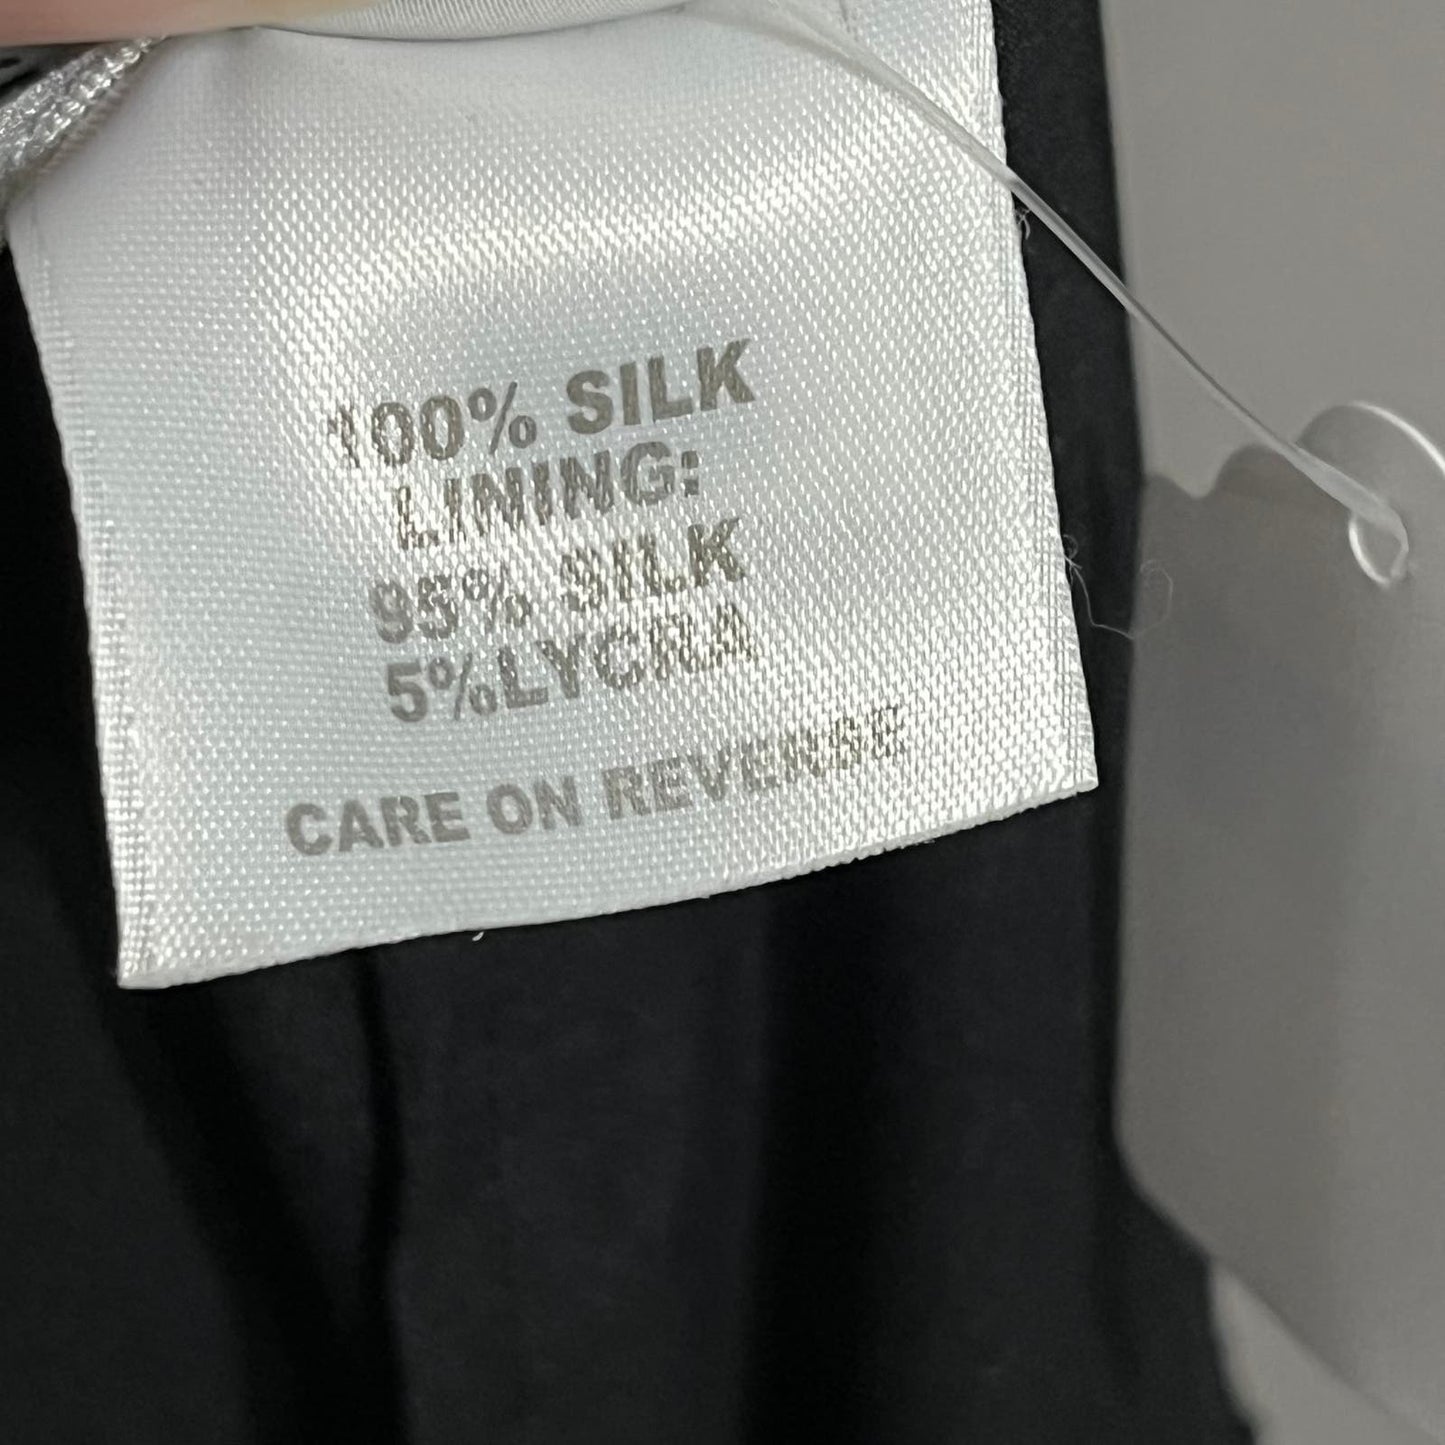 100% SILK
LINING:
95% SILK
5%LYCRA
CARE ON REVERSE